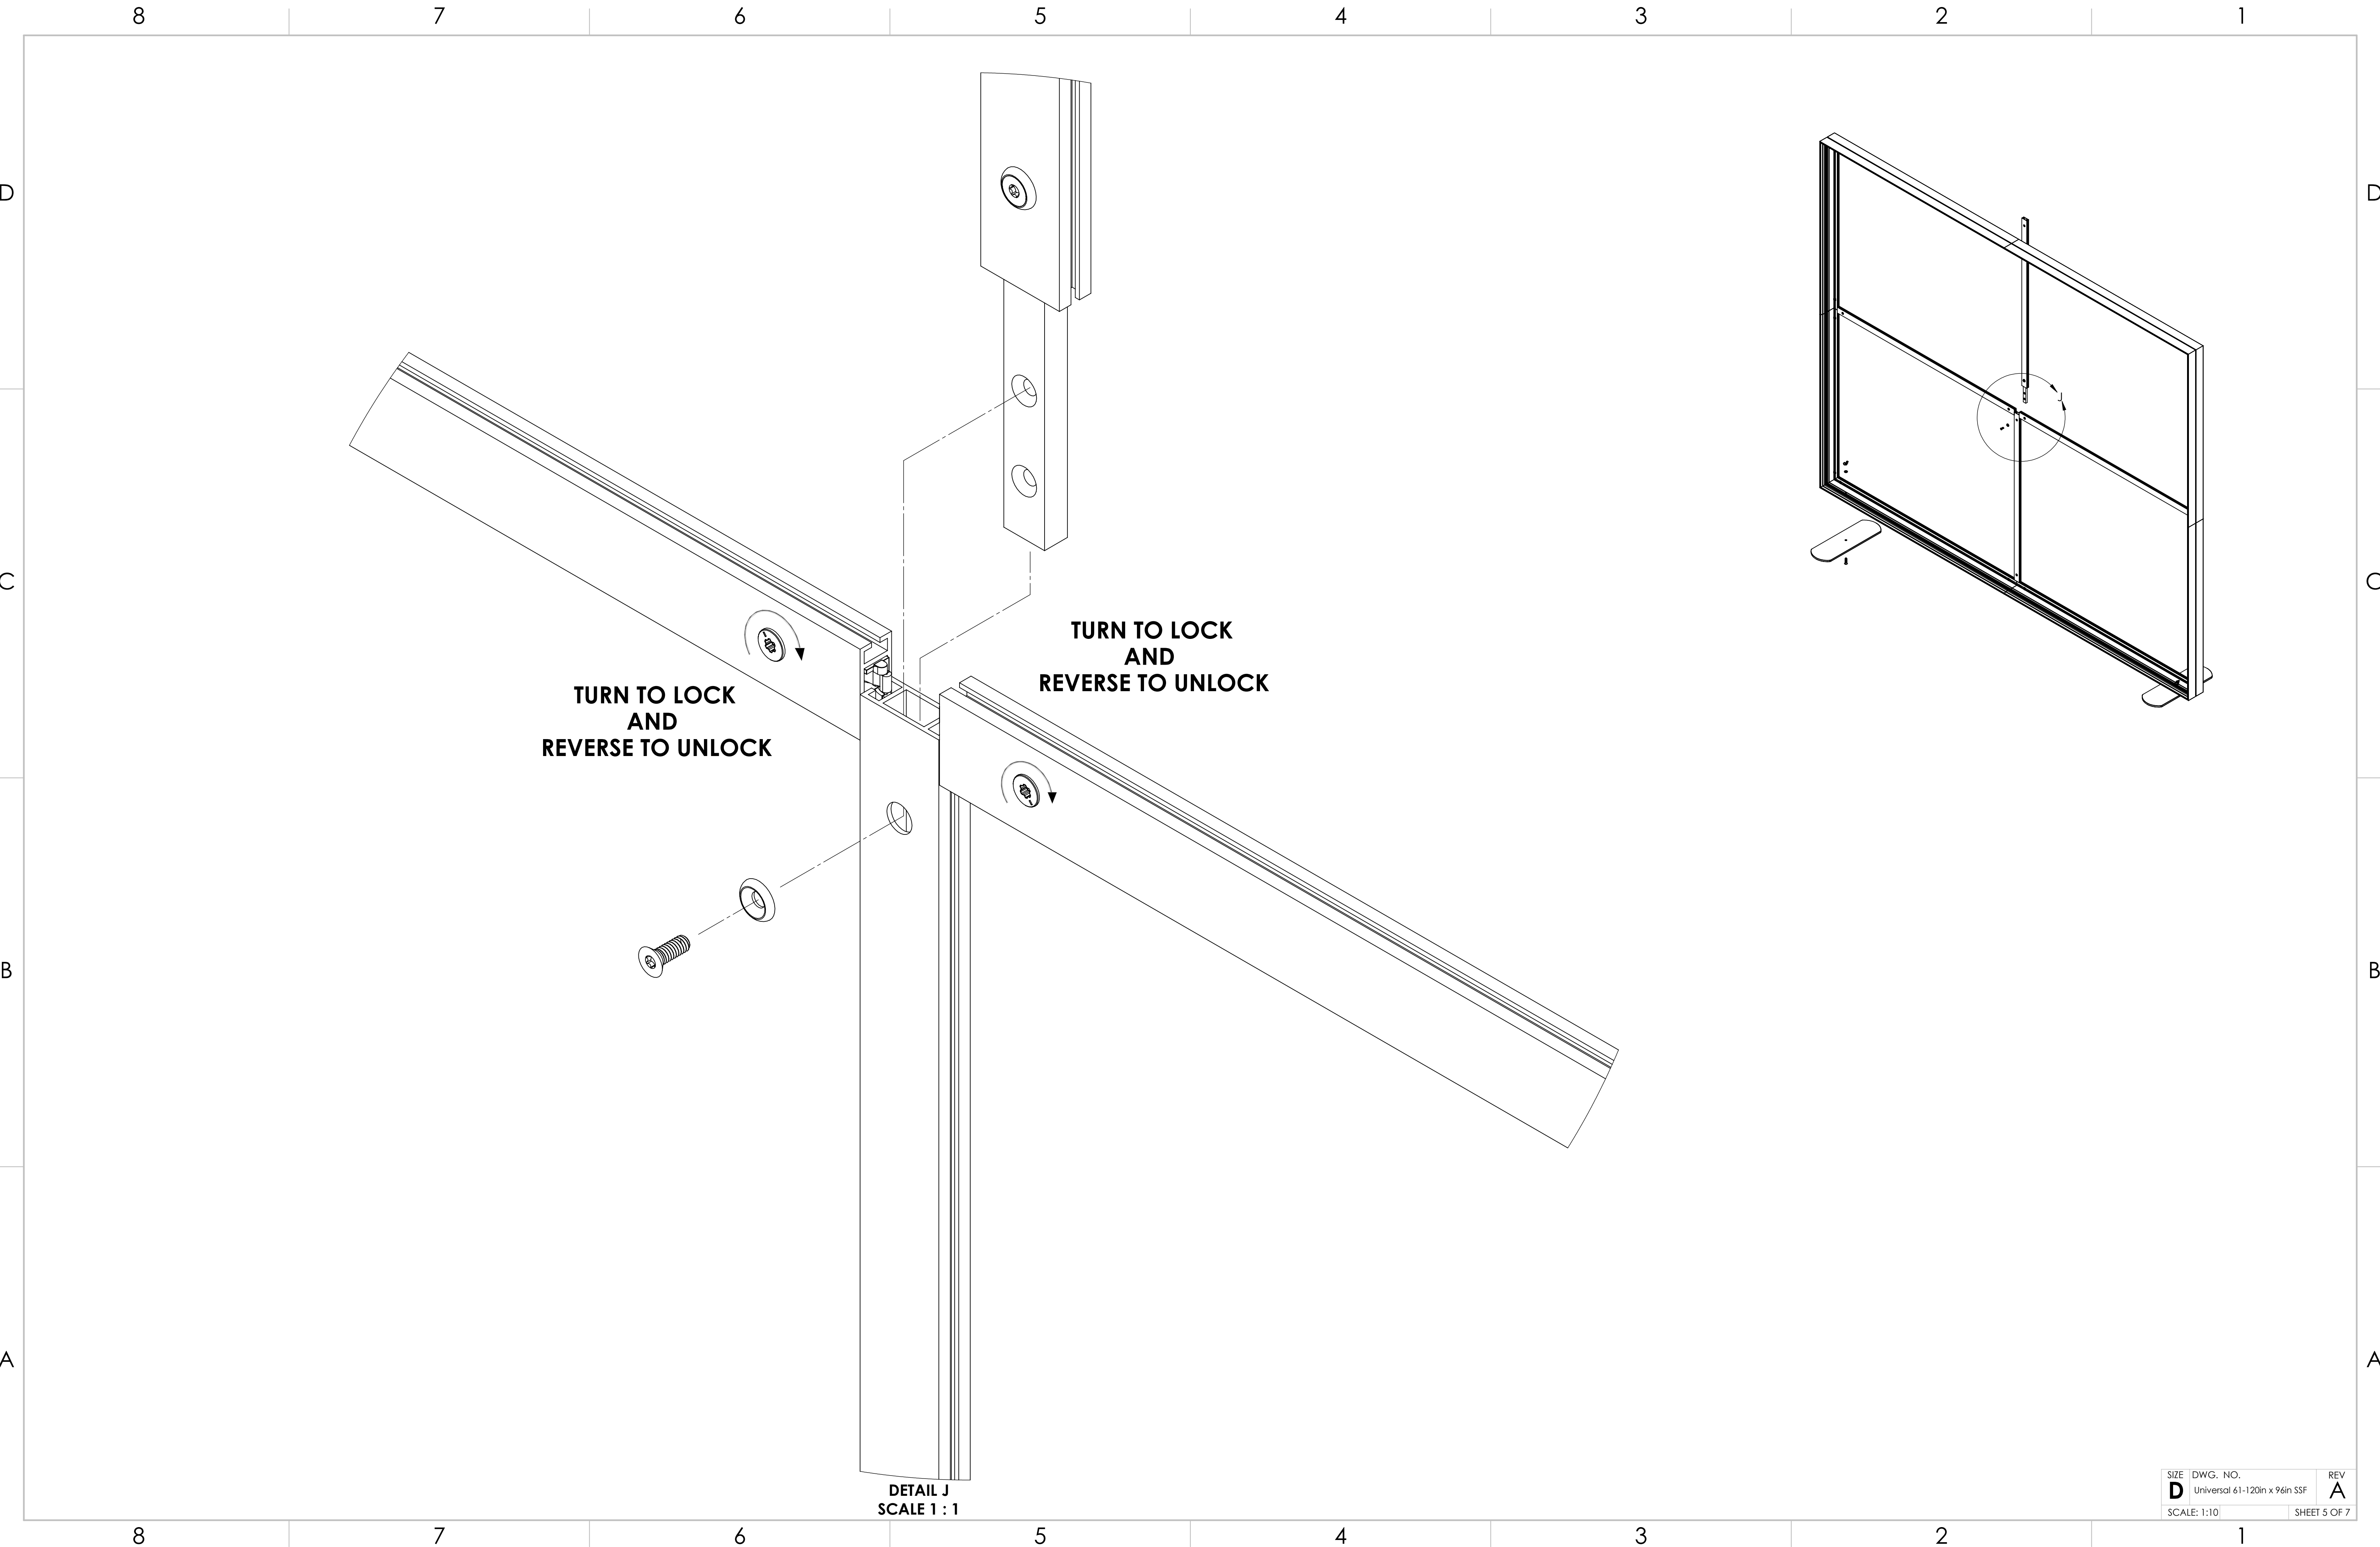 8 7 6 5 4 3 2 1
D D
J
C C
TURN TO LOCK
AND
REVERSE TO UNLOCK
TURN TO LOCK
AND
REVERSE TO UNLOCK
B B
A A
DETAIL J
SCALE 1 : 1
SIZE DWG. NO. REV
D Universal 61-120in x 96in SSF A
SCALE: 1:10 SHEET 5 OF 7
8 7 6 5 4 3 2 1